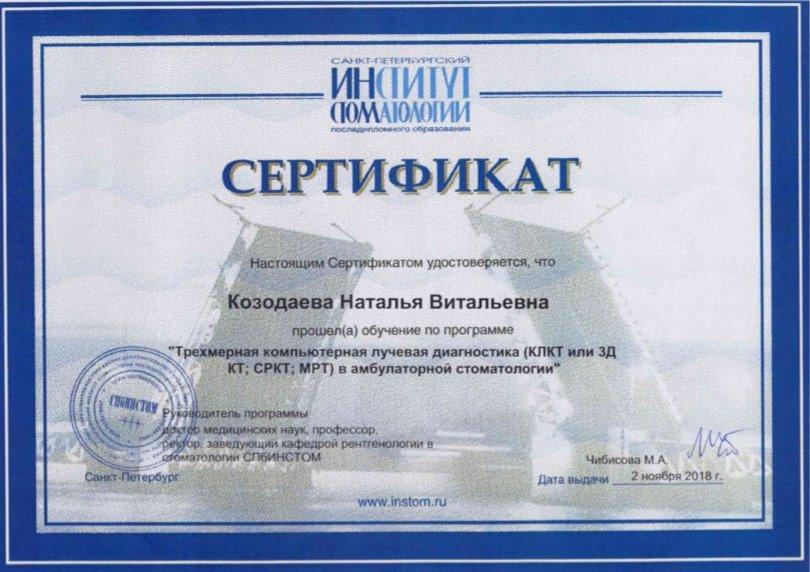 САНКТ-ПЕТЕРБУРГСКИЙ
ИНСТИТУТ
СТОМАТОЛОГИИ
последипломного образования
СЕРТИФИКАТ
Настоящим Сертификатом удостоверяется, что
Козодаева Наталья Витальевна
прошел(а) обучение по программе
"Трехмерная компьютерная лучевая диагностика (КЛКТ или 3Д
КТ; СРКТ; МРТ) в амбулаторной стоматологии"
СПбИНСТОМ
Руководитель программы
доктор медицинских наук, профессор,
ректор, заведующий кафедрой рентгенологии в
стоматологии СПбИНСТОМ
Чибисова М.А.
Санкт-Петербург
Дата выдачи 2 ноября 2018 г.
www.instom.ru